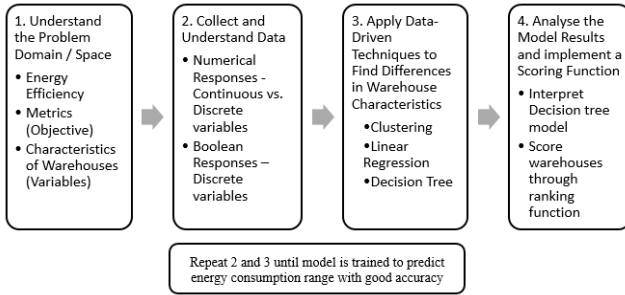 1. Understand
the Problem
Domain / Space
• Energy
Efficiency
• Metrics
(Objective)
• Characteristics
of Warehouses
(Variables)
2. Collect and
Understand Data
• Numerical
Responses -
Continuous vs.
Discrete
variables
• Boolean
Responses –
Discrete
variables
3. Apply Data-
Driven
Techniques to
Find Differences
in Warehouse
Characteristics
•Clustering
•Linear
Regression
•Decision Tree
4. Analyse the
Model Results
and implement a
Scoring Function
• Interpret
Decision tree
model
• Score
warehouses
through
ranking
function
Repeat 2 and 3 until model is trained to predict
energy consumption range with good accuracy